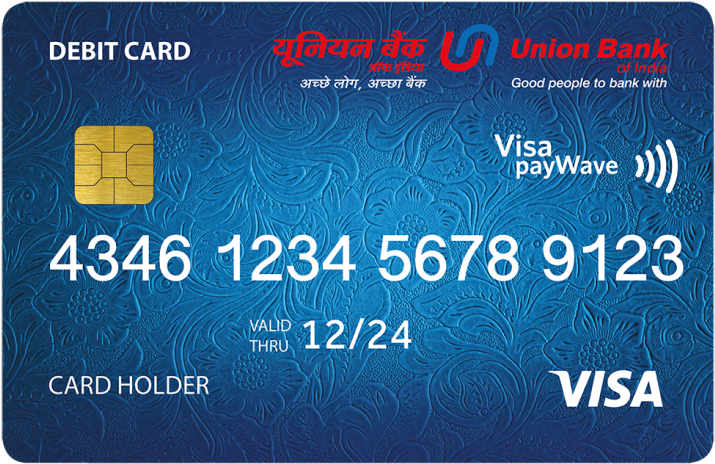 DEBIT CARD
यूनियन बैंक
ऑफ इंडिया
अच्छे लोग, अच्छा बैंक
Union Bank
of India
Good people to bank with
Visa
payWave
4346 1234 5678 9123
VALID
THRU 12/24
CARD HOLDER
VISA